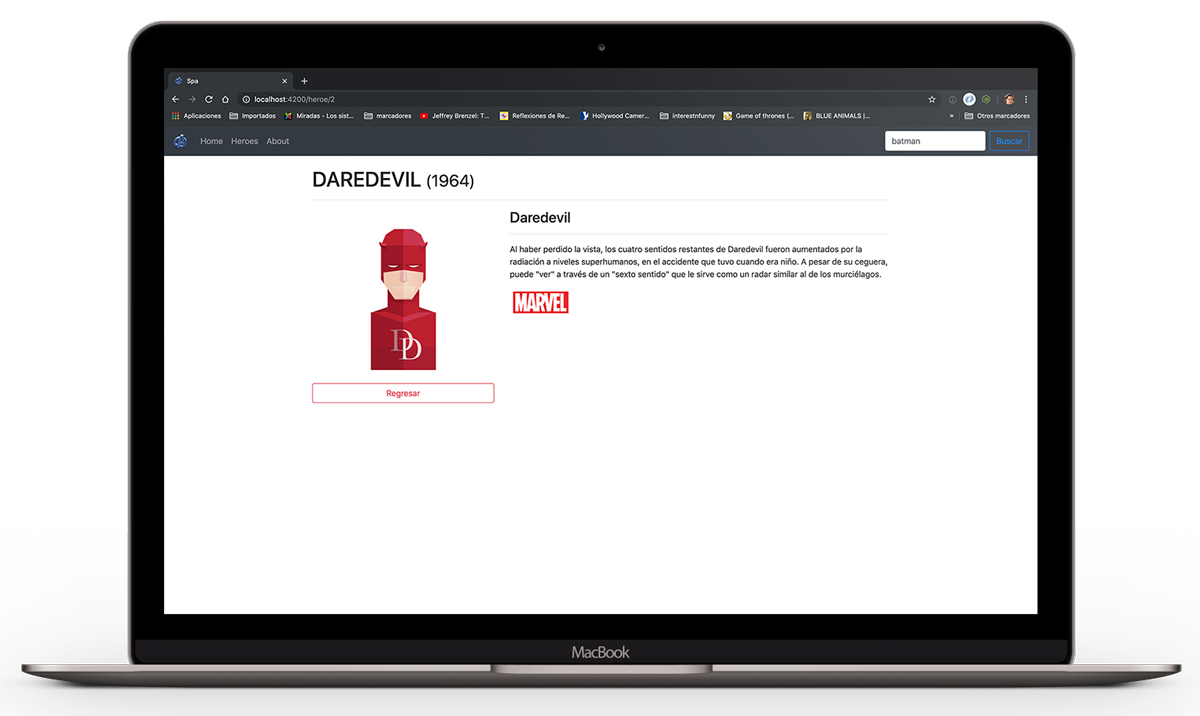 Spa
localhost:4200/heroe/2
Aplicaciones Importados Miradas - Los sist... marcadores Jeffrey Brenzel: T... Reflexiones de Re... Hollywood Camer... interestnfunny Game of thrones (... BLUE ANIMALS |... » Otros marcadores
Home Heroes About batman Buscar
DAREDEVIL (1964)
Daredevil
Al haber perdido la vista, los cuatro sentidos restantes de Daredevil fueron aumentados por la
radiación a niveles superhumanos, en el accidente que tuvo cuando era niño. A pesar de su ceguera,
puede "ver" a través de un "sexto sentido" que le sirve como un radar similar al de los murciélagos.
MARVEL
DD
Regresar
MacBook